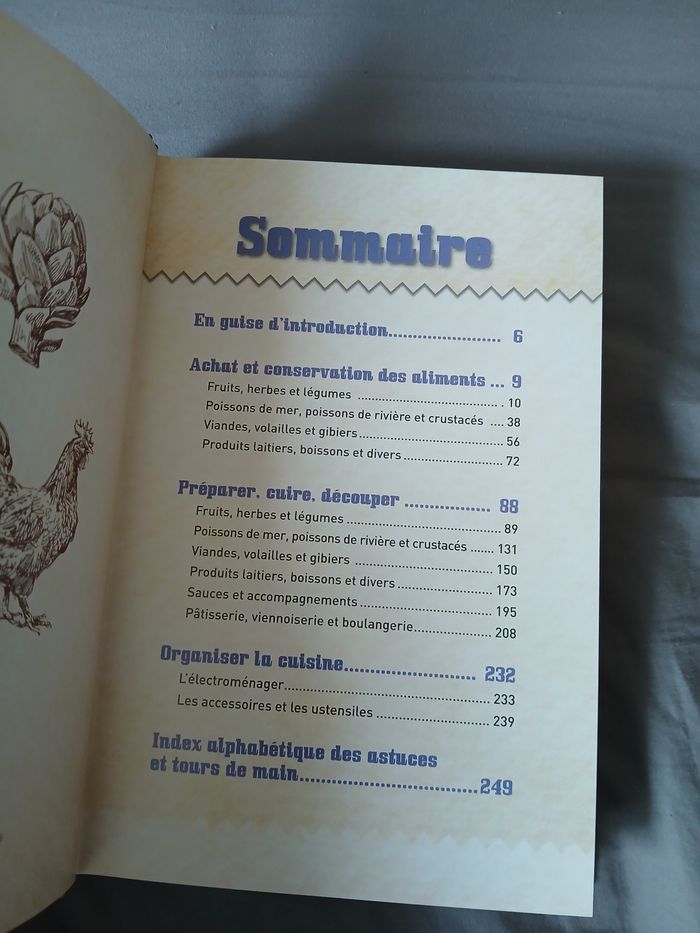 Sommaire
En guise d'introduction........................ 6
Achat et conservation des aliments ... 9
Fruits, herbes et légumes .................................... 10
Poissons de mer, poissons de rivière et crustacés .... 38
Viandes, volailles et gibiers.................................... 56
Produits laitiers, boissons et divers......................... 72
Préparer, cuire, découper .................. 88
Fruits, herbes et légumes........................................ 89
Poissons de mer, poissons de rivière et crustacés....... 131
Viandes, volailles et gibiers .................................... 150
Produits laitiers, boissons et divers......................... 173
Sauces et accompagnements.................................. 195
Pâtisserie, viennoiserie et boulangerie..................... 208
Organiser la cuisine........................... 232
L'électroménager................................................... 233
Les accessoires et les ustensiles............................. 239
Index alphabétique des astuces
et tours de main.....................................249